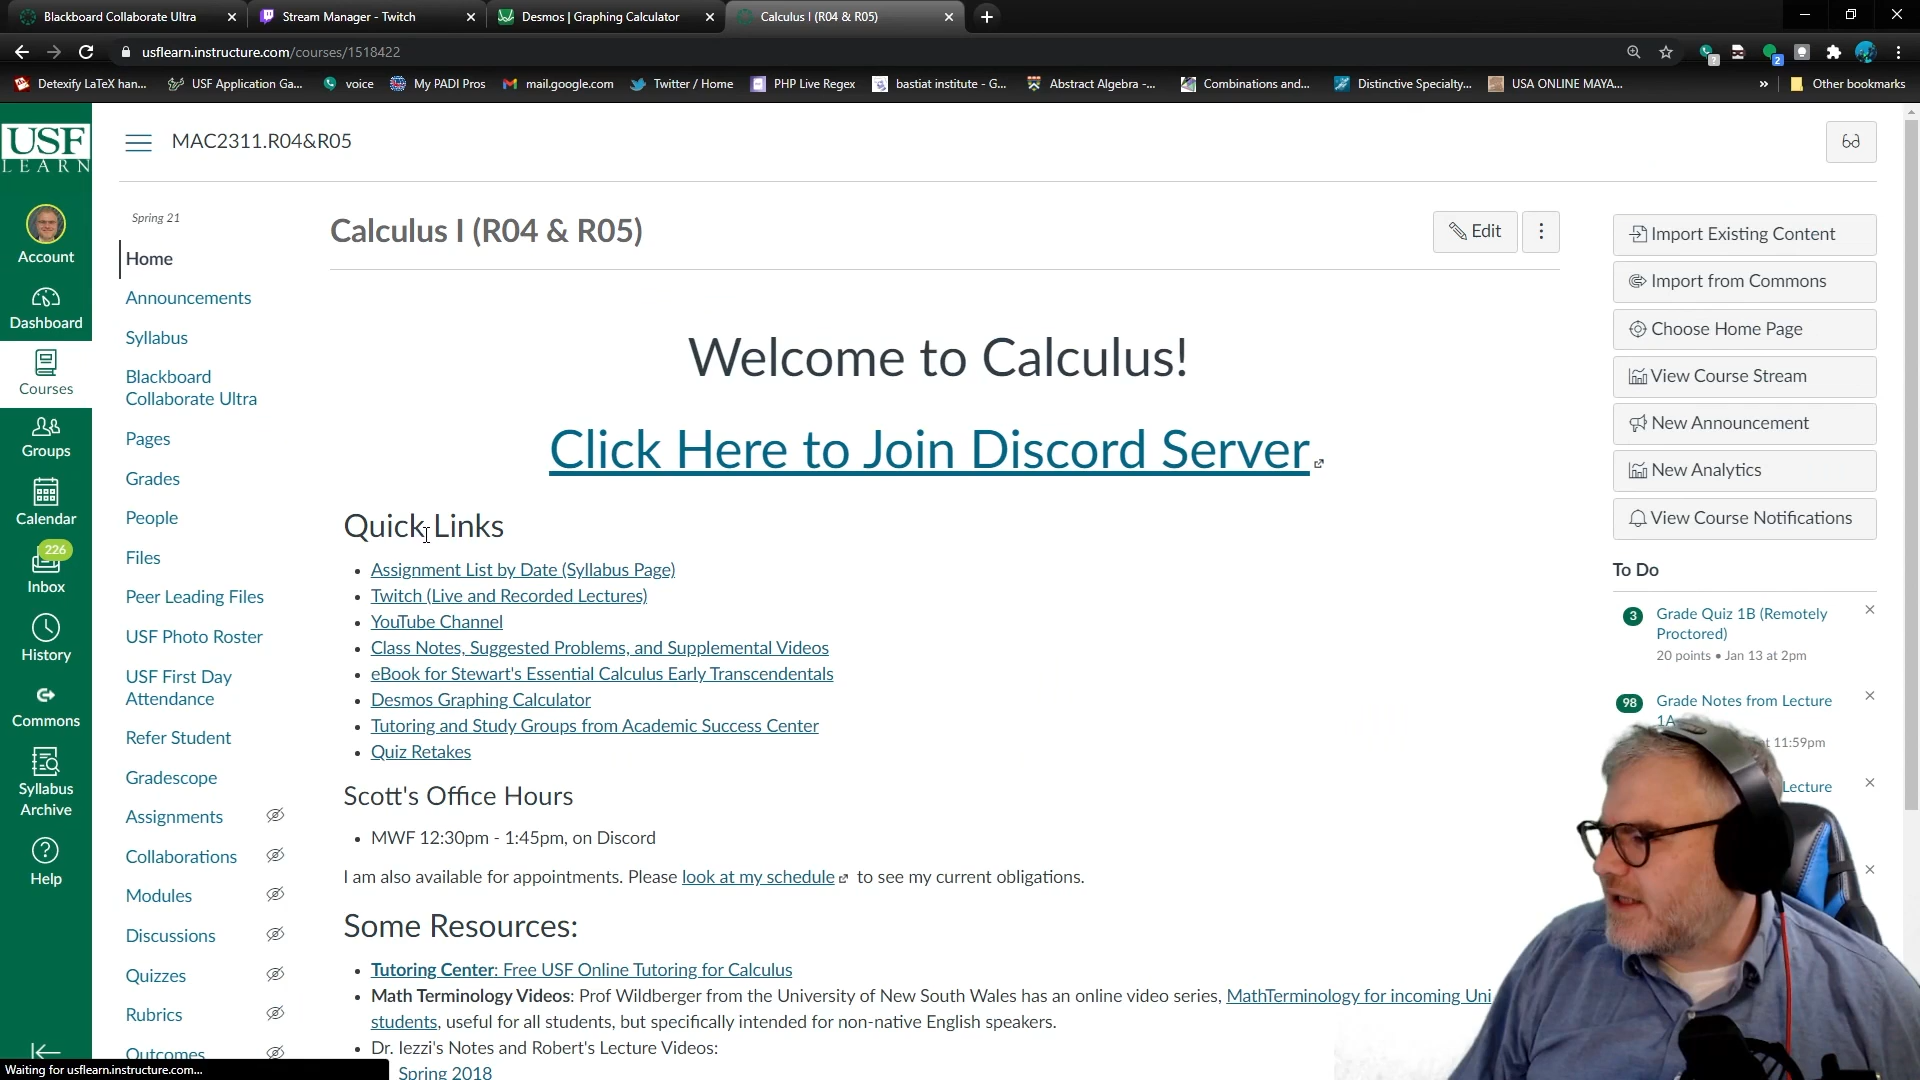 Blackboard Collaborate Ultra
Stream Manager - Twitch
Desmos | Graphing Calculator
Calculus I (R04 & R05)
usflearn.instructure.com/courses/1518422
Detexify LaTeX han...
USF Application Ga...
voice
My PADI Pros
mail.google.com
Twitter / Home
PHP Live Regex
bastiat institute - G...
Abstract Algebra -...
Combinations and...
Distinctive Specialty...
USA ONLINE MAYA...
»
Other bookmarks
USF
LEARN
Account
Dashboard
Courses
Groups
Calendar
226
Inbox
History
Commons
Syllabus
Archive
Help
MAC2311.R04&R05
Spring 21
Home
Announcements
Syllabus
Blackboard
Collaborate Ultra
Pages
Grades
People
Files
Peer Leading Files
USF Photo Roster
USF First Day
Attendance
Refer Student
Gradescope
Assignments
Collaborations
Modules
Discussions
Quizzes
Rubrics
Outcomes
Calculus I (R04 & R05)
Edit
Welcome to Calculus!
Click Here to Join Discord Server
Quick Links
• Assignment List by Date (Syllabus Page)
• Twitch (Live and Recorded Lectures)
• YouTube Channel
• Class Notes, Suggested Problems, and Supplemental Videos
• eBook for Stewart's Essential Calculus Early Transcendentals
• Desmos Graphing Calculator
• Tutoring and Study Groups from Academic Success Center
• Quiz Retakes
Scott's Office Hours
• MWF 12:30pm - 1:45pm, on Discord
I am also available for appointments. Please look at my schedule to see my current obligations.
Some Resources:
• Tutoring Center: Free USF Online Tutoring for Calculus
• Math Terminology Videos: Prof Wildberger from the University of New South Wales has an online video series, MathTerminology for incoming Uni
students, useful for all students, but specifically intended for non-native English speakers.
• Dr. Iezzi's Notes and Robert's Lecture Videos:
Spring 2018
Import Existing Content
Import from Commons
Choose Home Page
View Course Stream
New Announcement
New Analytics
View Course Notifications
To Do
3
Grade Quiz 1B (Remotely
Proctored)
20 points • Jan 13 at 2pm
98
Grade Notes from Lecture
1A
at 11:59pm
Lecture
Waiting for usflearn.instructure.com...